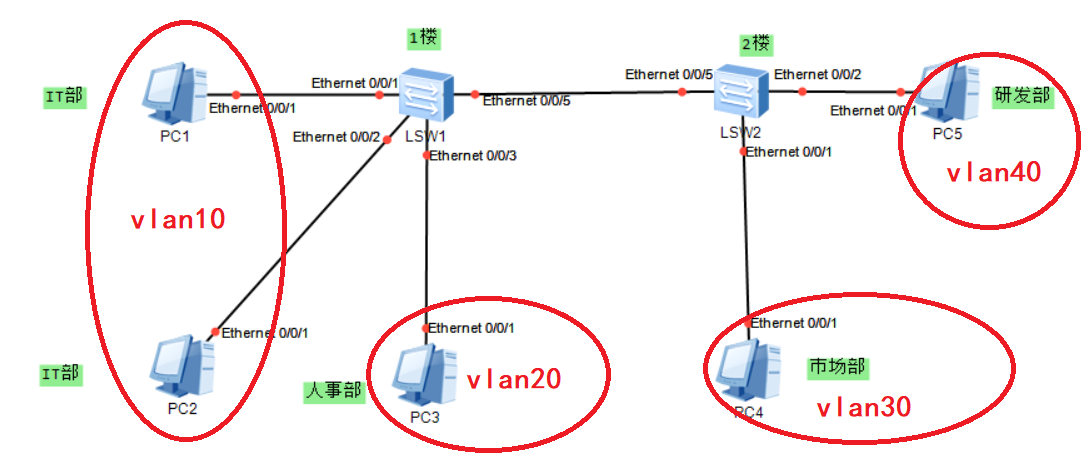 1楼
2楼
IT部
Ethernet 0/0/1
Ethernet 0/0/1
PC1
Ethernet 0/0/2
LSW1
Ethernet 0/0/5
Ethernet 0/0/3
Ethernet 0/0/5
Ethernet 0/0/2
LSW2
Ethernet 0/0/1
Ethernet 0/0/1
PC5
研发部
vlan40
vlan10
Ethernet 0/0/1
IT部
PC2
Ethernet 0/0/1
人事部
PC3
vlan20
Ethernet 0/0/1
市场部
PC4
vlan30